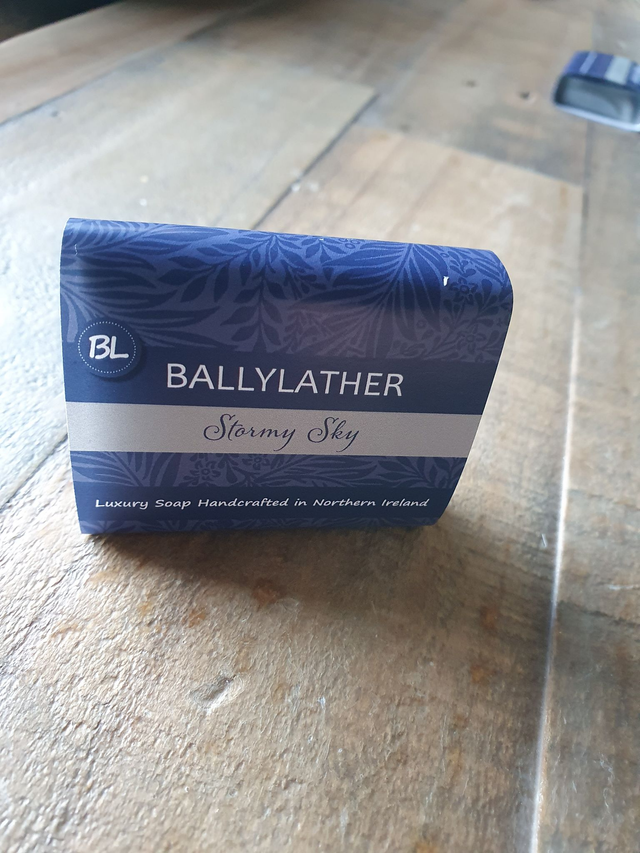 BL
BALLYLATHER
Stormy Sky
Luxury Soap Handcrafted in Northern Ireland